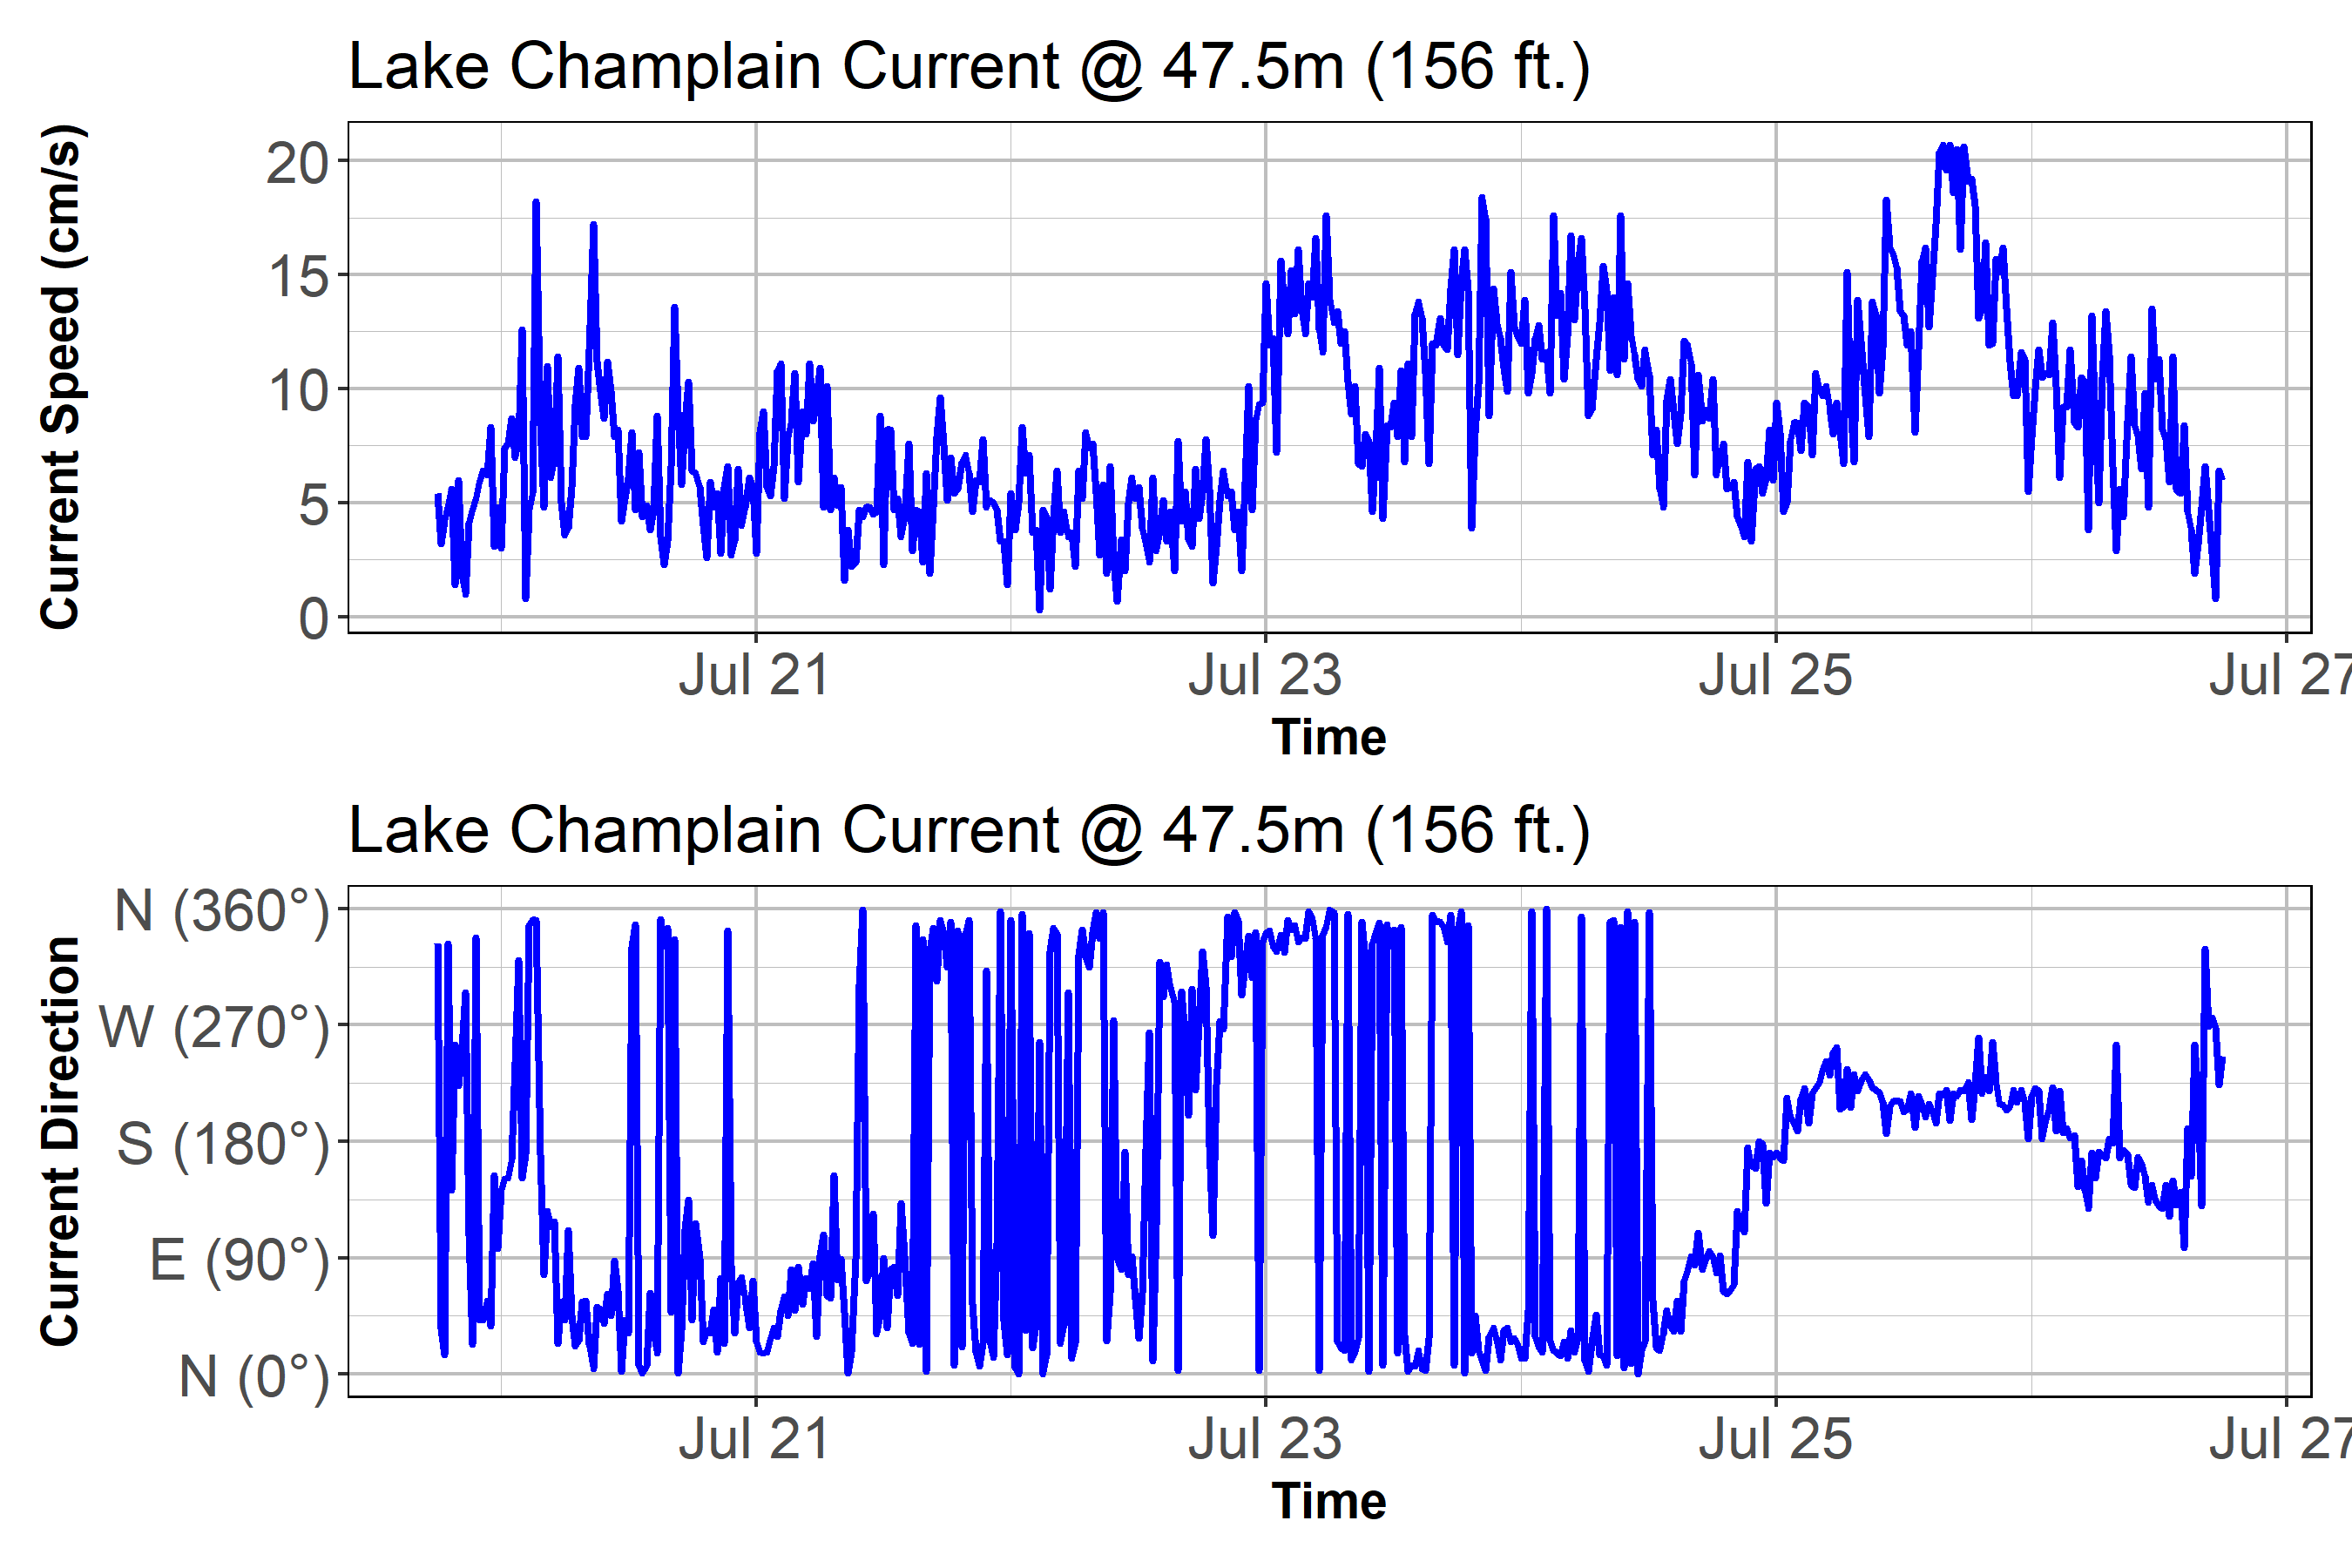 Lake Champlain Current @ 47.5m (156 ft.)
Current Speed (cm/s)
20
15
10
5
0
Jul 21 Jul 23 Jul 25 Jul 27
Time
Lake Champlain Current @ 47.5m (156 ft.)
Current Direction
N (360°)
W (270°)
S (180°)
E (90°)
N (0°)
Jul 21 Jul 23 Jul 25 Jul 27
Time